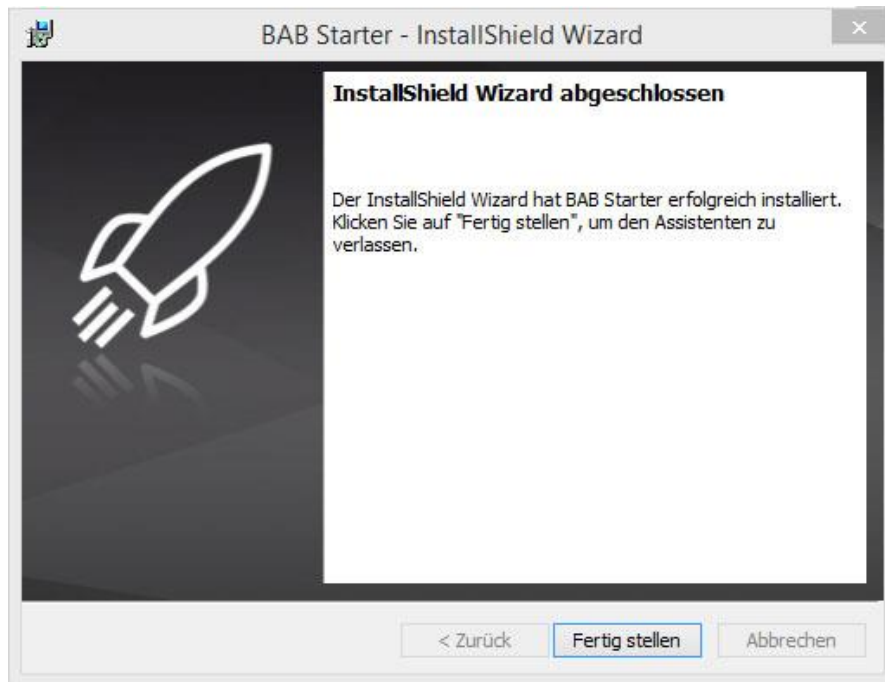 BAB Starter - InstallShield Wizard
InstallShield Wizard abgeschlossen
Der InstallShield Wizard hat BAB Starter erfolgreich installiert.
Klicken Sie auf "Fertig stellen", um den Assistenten zu
verlassen.
< Zurück
Fertig stellen
Abbrechen